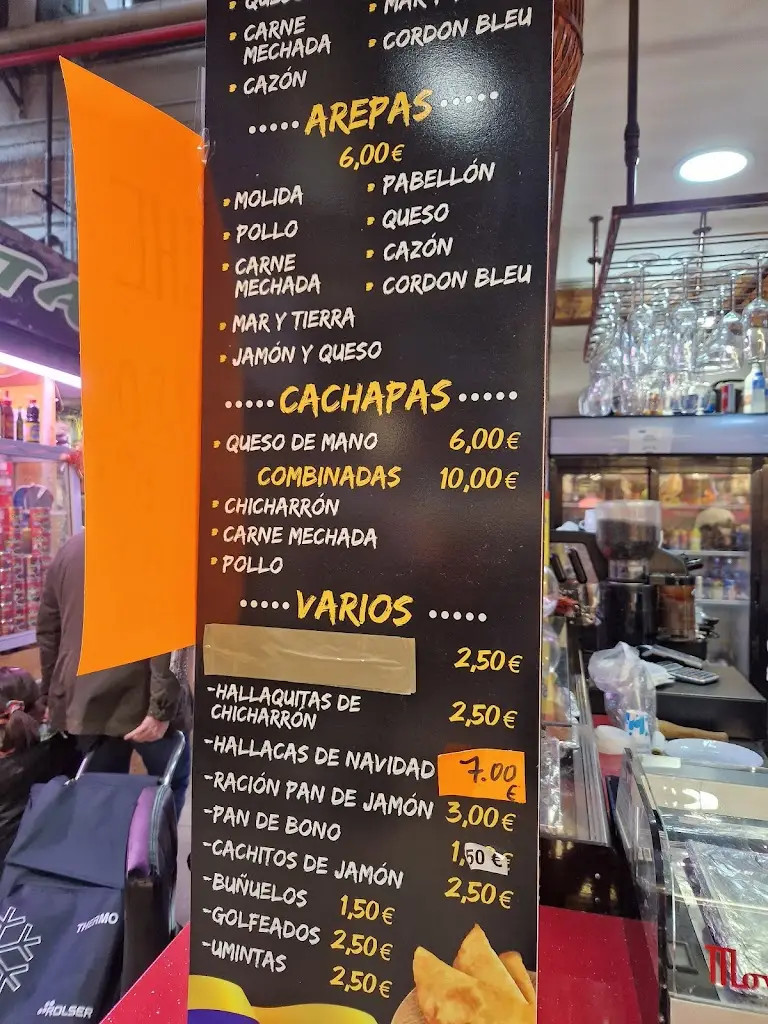 CARNE
MECHADA
CORDON BLEU
CAZÓN
AREPAS
6,00€
MOLIDA
PABELLÓN
POLLO
QUESO
CARNE
MECHADA
CAZÓN
CORDON BLEU
MAR Y TIERRA
JAMÓN Y QUESO
CACHAPAS
QUESO DE MANO 6,00€
COMBINADAS 10,00€
CHICHARRÓN
CARNE MECHADA
POLLO
VARIOS
2,50€
-HALLAQUITAS DE
CHICHARRÓN 2,50€
-HALLACAS DE NAVIDAD 7.00 €
-RACIÓN PAN DE JAMÓN 3,00€
-PAN DE BONO 1,50 €
-CACHITOS DE JAMÓN 2,50€
-BUÑUELOS 1,50€
-GOLFEADOS 2,50€
-UMINTAS 2,50€
THERMO
ROLSER